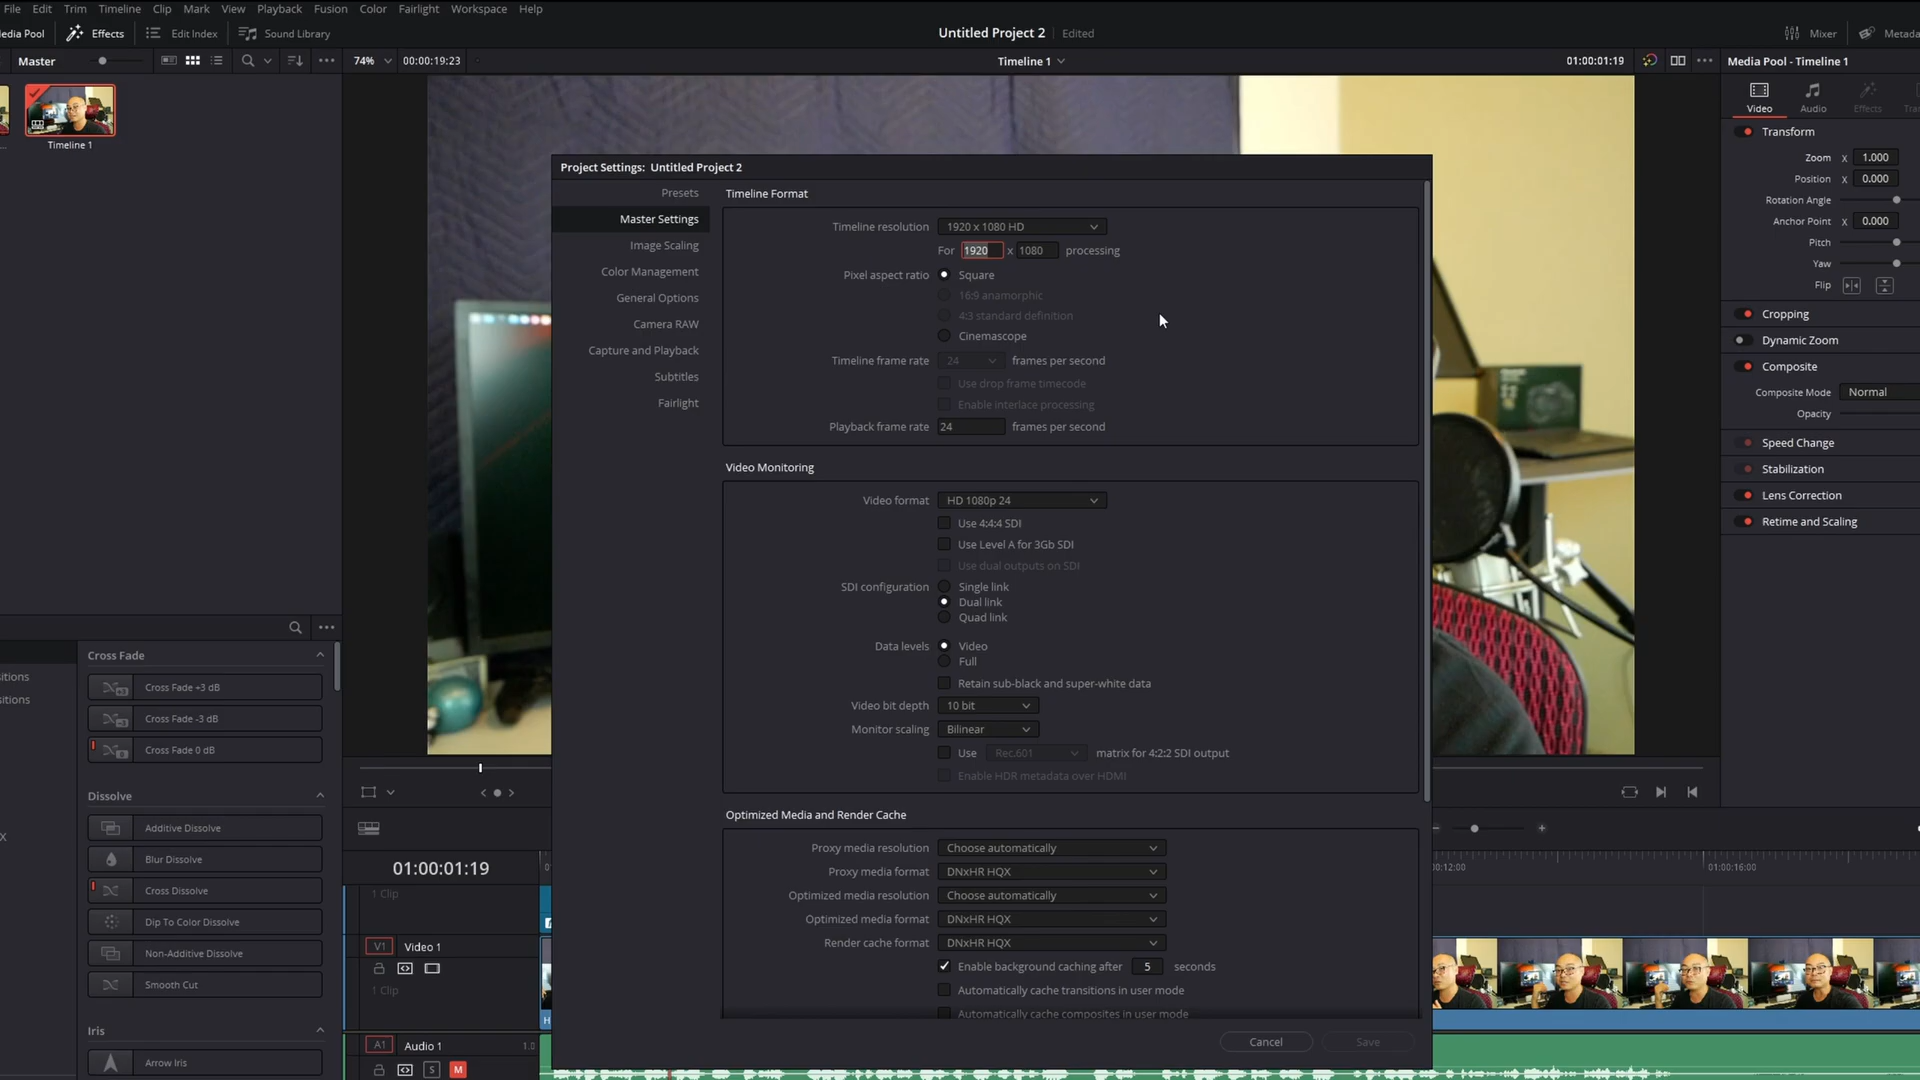 File Edit Trim Timeline Clip Mark View Playback Fusion Color Fairlight Workspace Help
edia Pool Effects Edit Index Sound Library Untitled Project 2 Edited Mixer Metada
Master 74% 00:00:19:23 Timeline 1 01:00:01:19 Media Pool - Timeline 1
Timeline 1
Video Audio Effects Tra
Transform
Zoom X 1.000
Position X 0.000
Rotation Angle
Anchor Point X 0.000
Pitch
Yaw
Flip
Cropping
Dynamic Zoom
Composite
Composite Mode Normal
Opacity
Speed Change
Stabilization
Lens Correction
Retime and Scaling
Project Settings: Untitled Project 2
Presets
Master Settings
Image Scaling
Color Management
General Options
Camera RAW
Capture and Playback
Subtitles
Fairlight
Timeline Format
Timeline resolution 1920 x 1080 HD
For 1920 x 1080 processing
Pixel aspect ratio Square
16:9 anamorphic
4:3 standard definition
Cinemascope
Timeline frame rate 24 frames per second
Use drop frame timecode
Enable interlace processing
Playback frame rate 24 frames per second
Video Monitoring
Video format HD 1080p 24
Use 4:4:4 SDI
Use Level A for 3Gb SDI
Use dual outputs on SDI
SDI configuration Single link
Dual link
Quad link
Data levels Video
Full
Retain sub-black and super-white data
Video bit depth 10 bit
Monitor scaling Bilinear
Use Rec.601 matrix for 4:2:2 SDI output
Enable HDR metadata over HDMI
Optimized Media and Render Cache
Proxy media resolution Choose automatically
Proxy media format DNxHR HQX
Optimized media resolution Choose automatically
Optimized media format DNxHR HQX
Render cache format DNxHR HQX
Enable background caching after 5 seconds
Automatically cache transitions in user mode
Automatically cache composites in user mode
Cancel Save
sitions
sitions
X
Cross Fade
Cross Fade +3 dB
Cross Fade -3 dB
Cross Fade 0 dB
Dissolve
Additive Dissolve
Blur Dissolve
Cross Dissolve
Dip To Color Dissolve
Non-Additive Dissolve
Smooth Cut
Iris
Arrow Iris
01:00:01:19
1 Clip
V1 Video 1
1 Clip
A1 Audio 1 1.0
S M
00:12:00 01:00:16:00